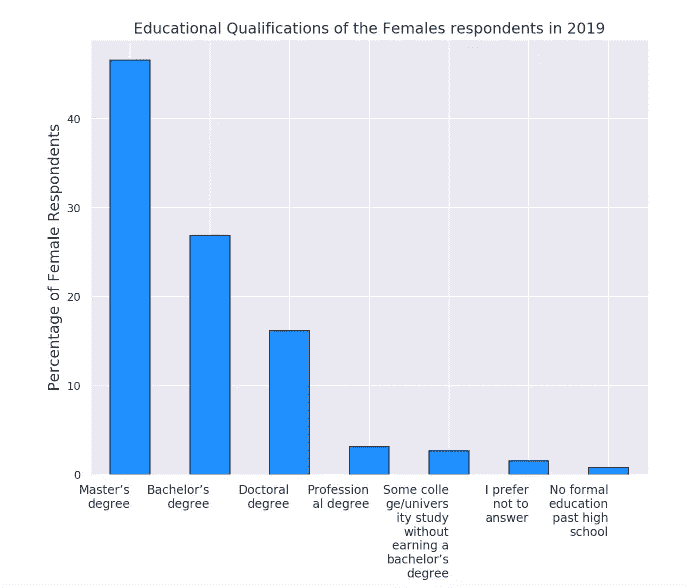 Educational Qualifications of the Females respondents in 2019
Percentage of Female Respondents
40
30
20
10
0
Master's
degree
Bachelor's
degree
Doctoral
degree
Profession
al degree
Some colle
ge/univers
ity study
without
earning a
bachelor's
degree
I prefer
not to
answer
No formal
education
past high
school